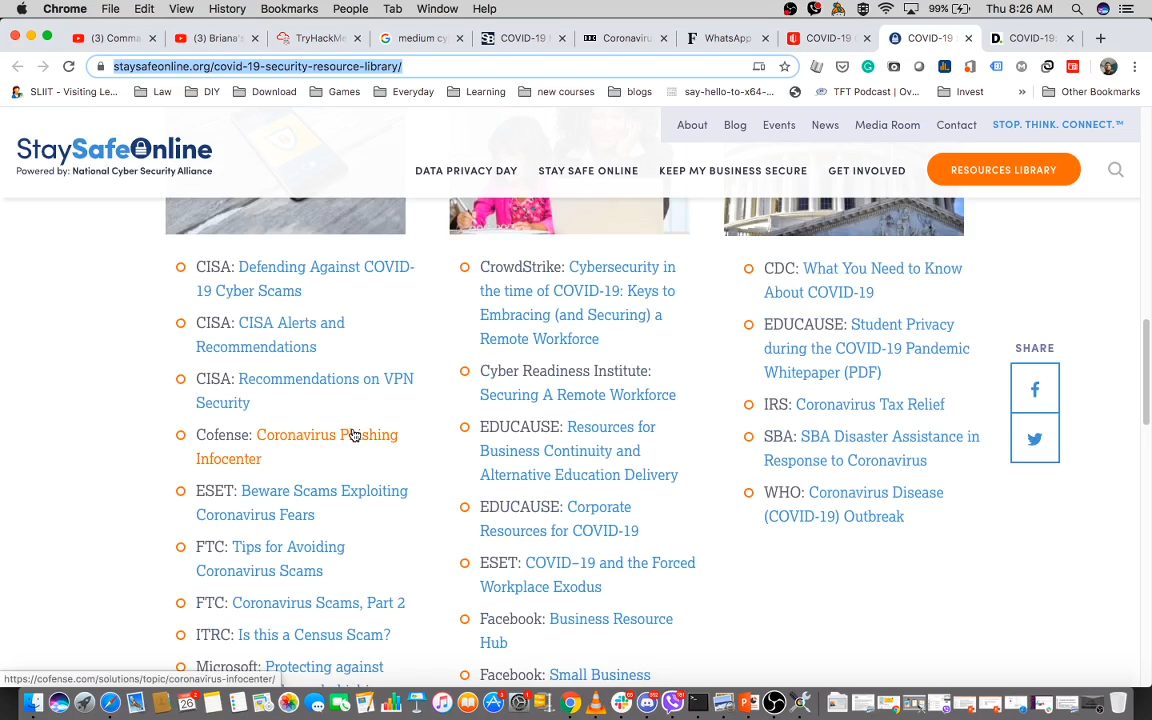 Chrome File Edit View History Bookmarks People Tab Window Help 99% Thu 8:26 AM
(3) Comma (3) Briana's TryHackMe medium cy COVID-19 Coronavirus WhatsApp COVID-19 COVID-19 COVID-19:
staysafeonline.org/covid-19-security-resource-library/
SLIIT - Visiting Le... Law DIY Download Games Everyday Learning new courses blogs say-hello-to-x64-... TFT Podcast | Ov... Invest » Other Bookmarks
About Blog Events News Media Room Contact STOP. THINK. CONNECT.™
StaySafeOnline
Powered by: National Cyber Security Alliance
DATA PRIVACY DAY STAY SAFE ONLINE KEEP MY BUSINESS SECURE GET INVOLVED RESOURCES LIBRARY
CISA: Defending Against COVID-
19 Cyber Scams
CISA: CISA Alerts and
Recommendations
CISA: Recommendations on VPN
Security
Cofense: Coronavirus Phishing
Infocenter
ESET: Beware Scams Exploiting
Coronavirus Fears
FTC: Tips for Avoiding
Coronavirus Scams
FTC: Coronavirus Scams, Part 2
ITRC: Is this a Census Scam?
Microsoft: Protecting against
CrowdStrike: Cybersecurity in
the time of COVID-19: Keys to
Embracing (and Securing) a
Remote Workforce
Cyber Readiness Institute:
Securing A Remote Workforce
EDUCAUSE: Resources for
Business Continuity and
Alternative Education Delivery
EDUCAUSE: Corporate
Resources for COVID-19
ESET: COVID–19 and the Forced
Workplace Exodus
Facebook: Business Resource
Hub
Facebook: Small Business
CDC: What You Need to Know
About COVID-19
EDUCAUSE: Student Privacy
during the COVID-19 Pandemic
Whitepaper (PDF)
IRS: Coronavirus Tax Relief
SBA: SBA Disaster Assistance in
Response to Coronavirus
WHO: Coronavirus Disease
(COVID-19) Outbreak
SHARE
https://cofense.com/solutions/topic/coronavirus-infocenter/